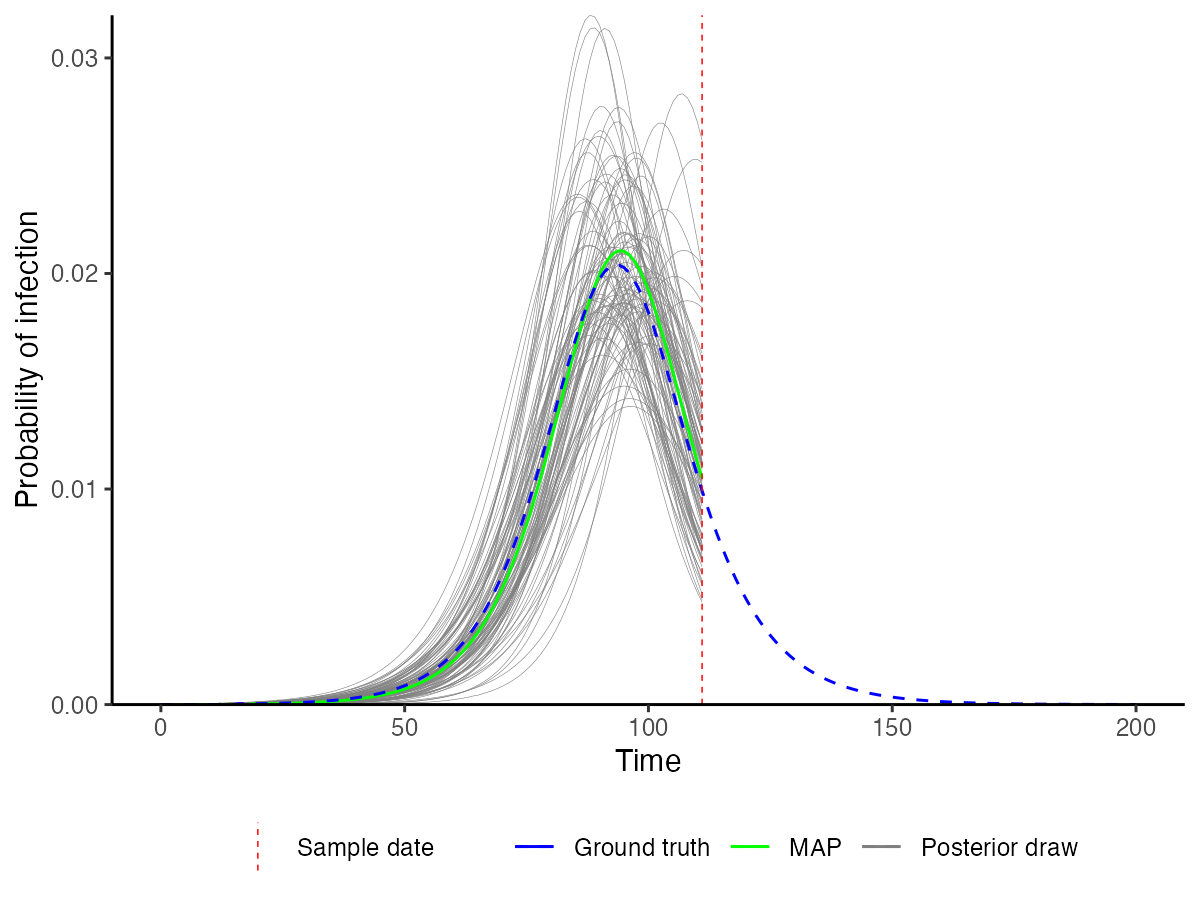 Probability of infection
0.03
0.02
0.01
0.00
0 50 100 150 200
Time
Sample date Ground truth MAP Posterior draw